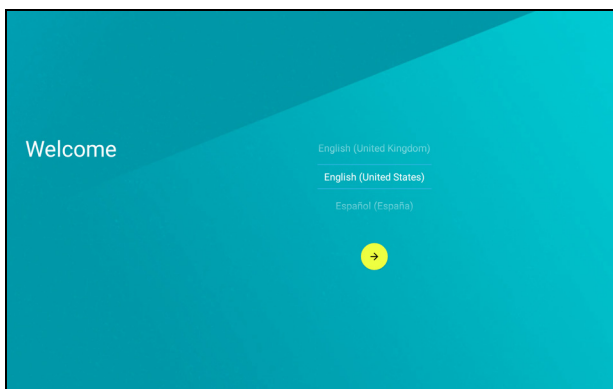 Welcome
English (United Kingdom)
English (United States)
Español (España)